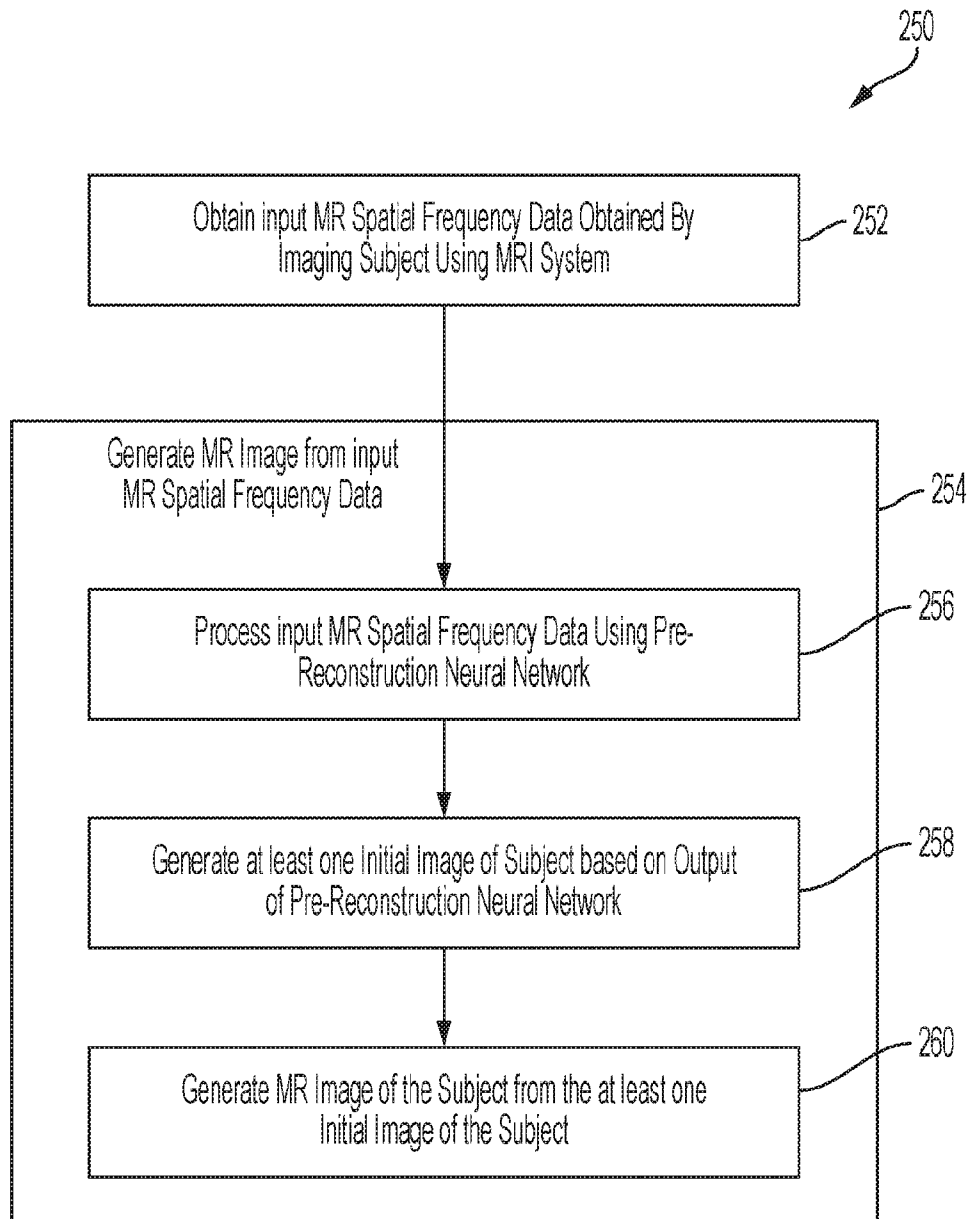 250
Obtain input MR Spatial Frequency Data Obtained By
Imaging Subject Using MRI System
252
Generate MR Image from input
MR Spatial Frequency Data
254
Process input MR Spatial Frequency Data Using Pre-
Reconstruction Neural Network
256
Generate at least one Initial Image of Subject based on Output
of Pre-Reconstruction Neural Network
258
Generate MR Image of the Subject from the at least one
Initial Image of the Subject
260